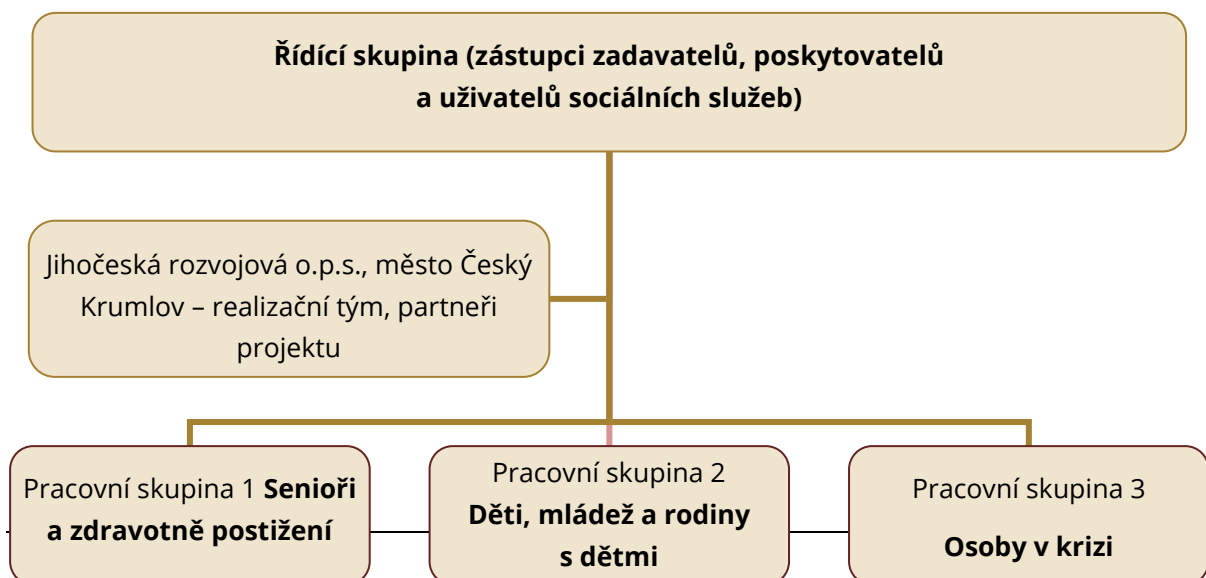 Řídící skupina (zástupci zadavatelů, poskytovatelů
a uživatelů sociálních služeb)
Jihočeská rozvojová o.p.s., město Český
Krumlov – realizační tým, partneři
projektu
Pracovní skupina 1 Senioři
a zdravotně postižení
Pracovní skupina 2
Děti, mládež a rodiny
s dětmi
Pracovní skupina 3
Osoby v krizi